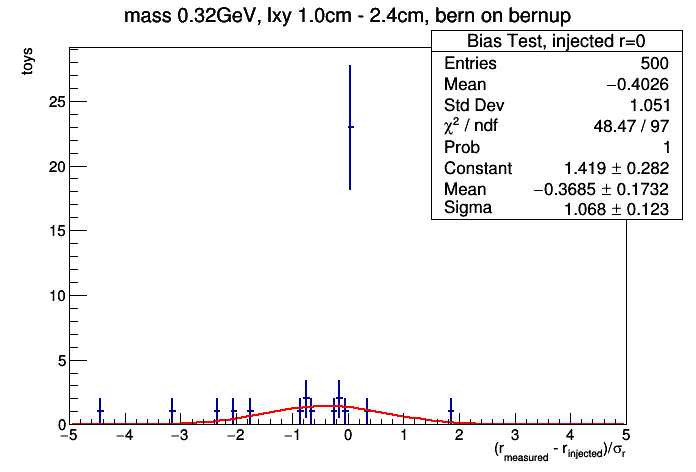 mass 0.32GeV, lxy 1.0cm - 2.4cm, bern on bernup
Bias Test, injected r=0
Entries 500
Mean −0.4026
Std Dev 1.051
χ² / ndf 48.47 / 97
Prob 1
Constant 1.419 ± 0.282
Mean −0.3685 ± 0.1732
Sigma 1.068 ± 0.123
toys
25
20
15
10
5
0
−5 −4 −3 −2 −1 0 1 2 3 4 5
(r_measured - r_injected)/σ_r